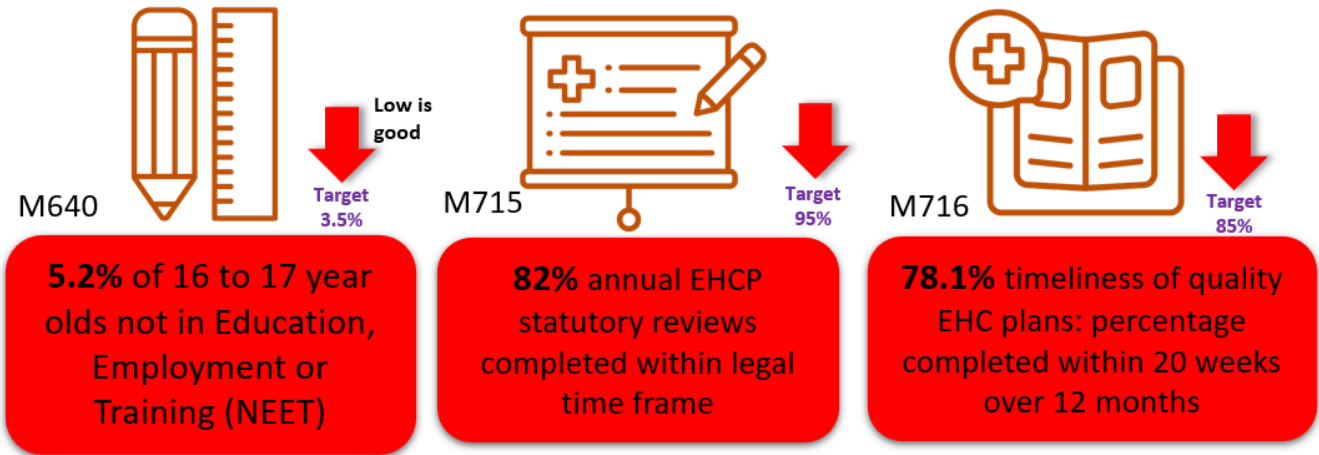 Low is
good
M640
Target
3.5%
5.2% of 16 to 17 year
olds not in Education,
Employment or
Training (NEET)
M715
Target
95%
82% annual EHCP
statutory reviews
completed within legal
time frame
M716
Target
85%
78.1% timeliness of quality
EHC plans: percentage
completed within 20 weeks
over 12 months